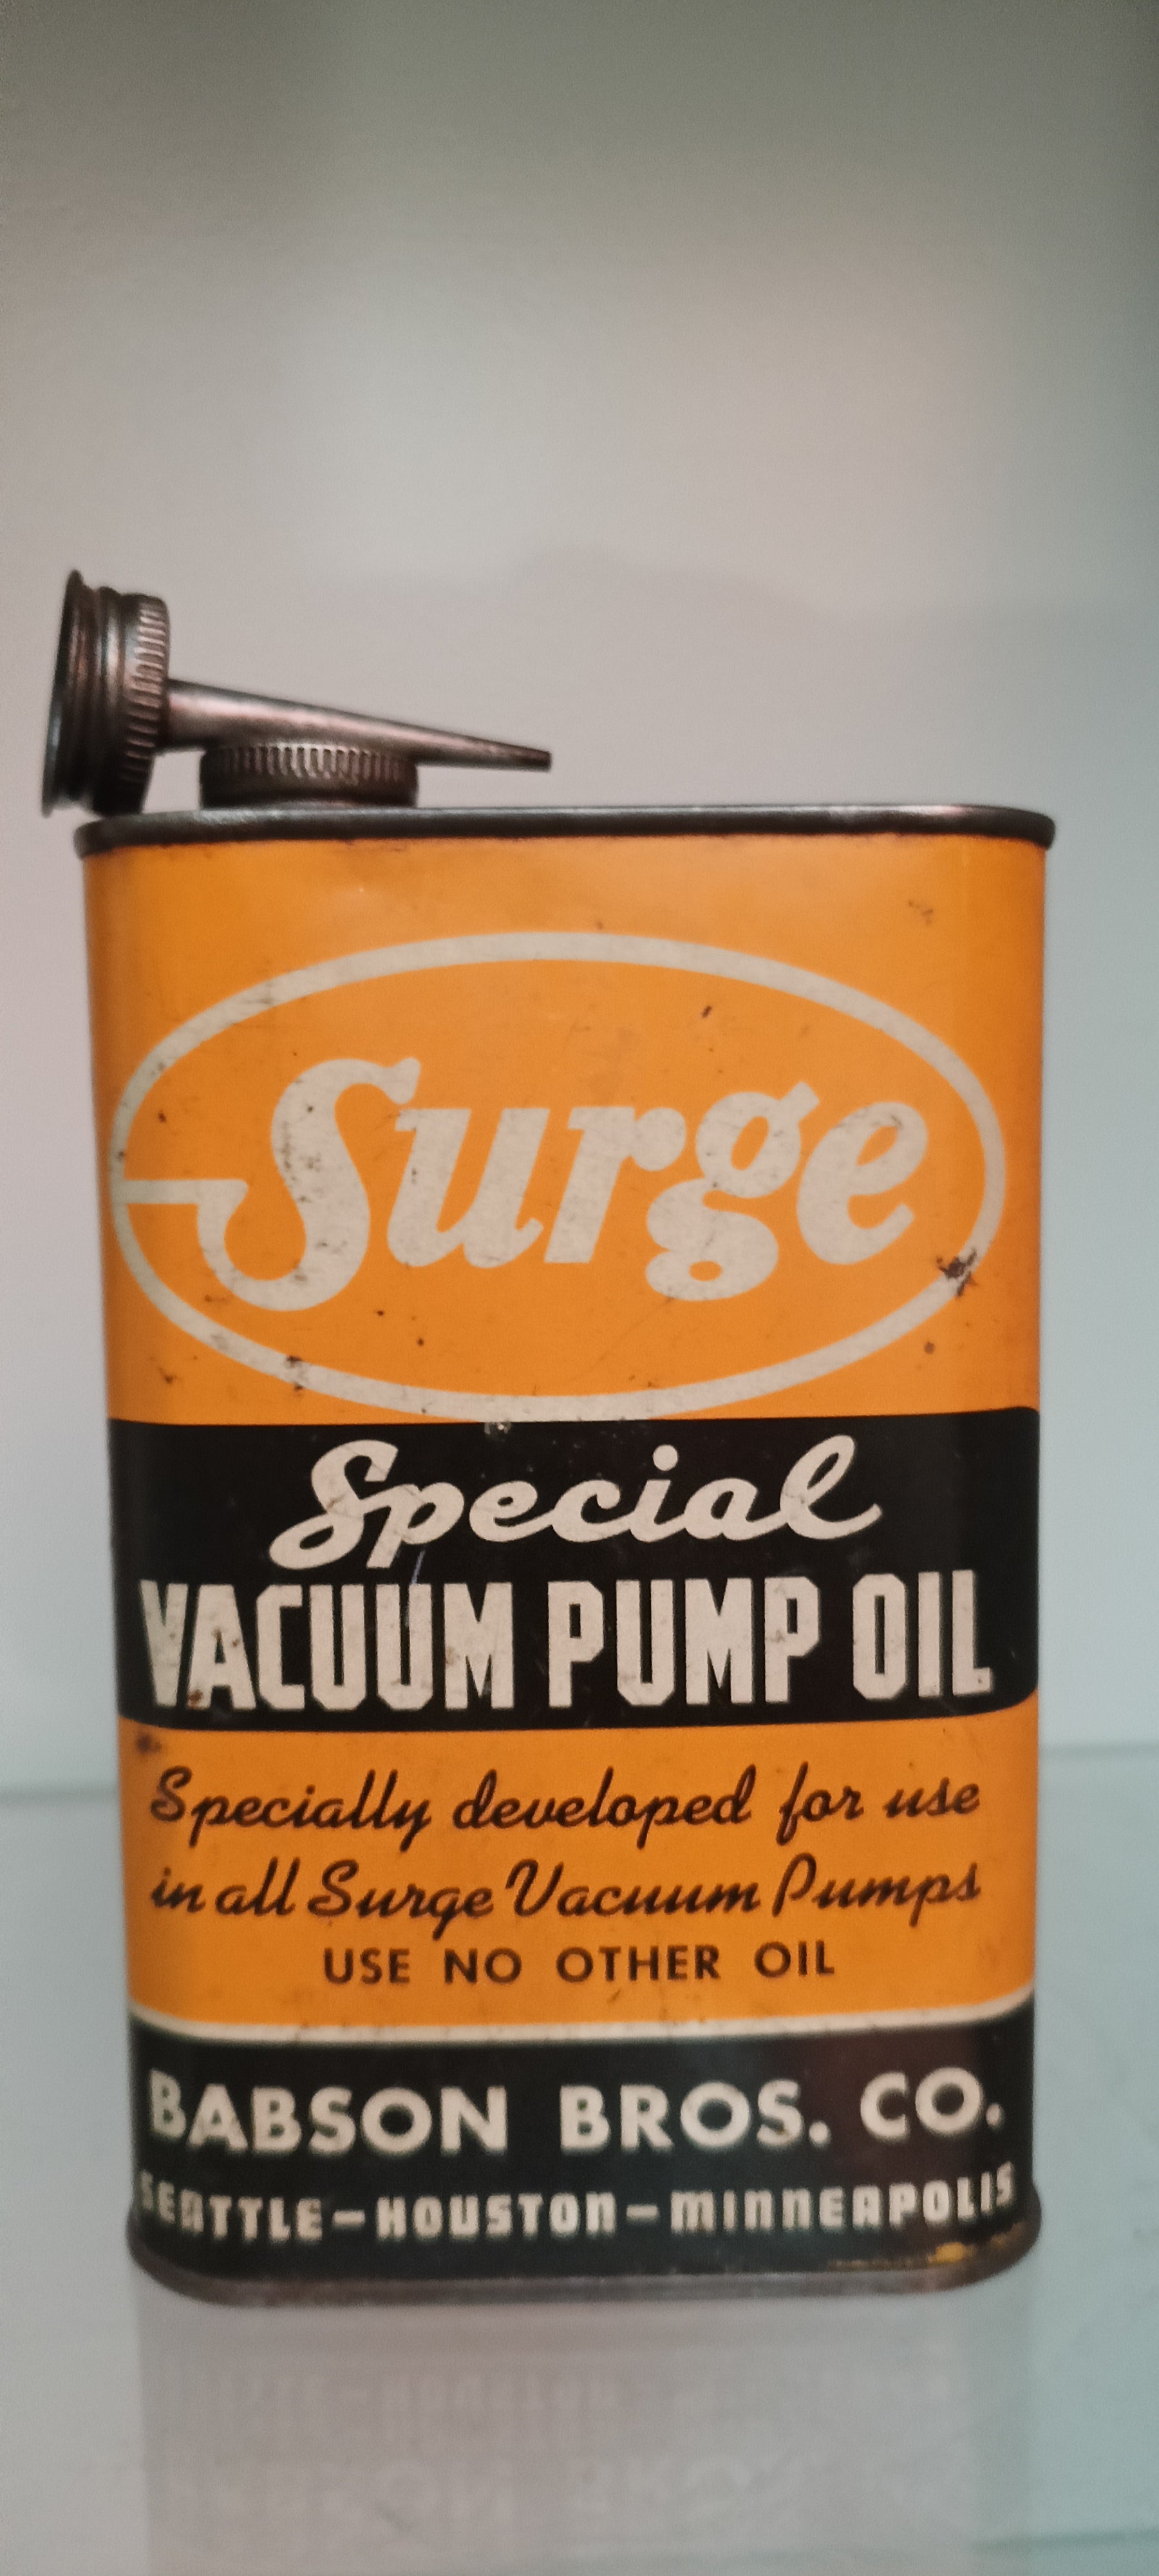 Surge
Special
VACUUM PUMP OIL
Specially developed for use
in all Surge Vacuum Pumps
USE NO OTHER OIL
BABSON BROS. CO.
SEATTLE-HOUSTON-MINNEAPOLIS